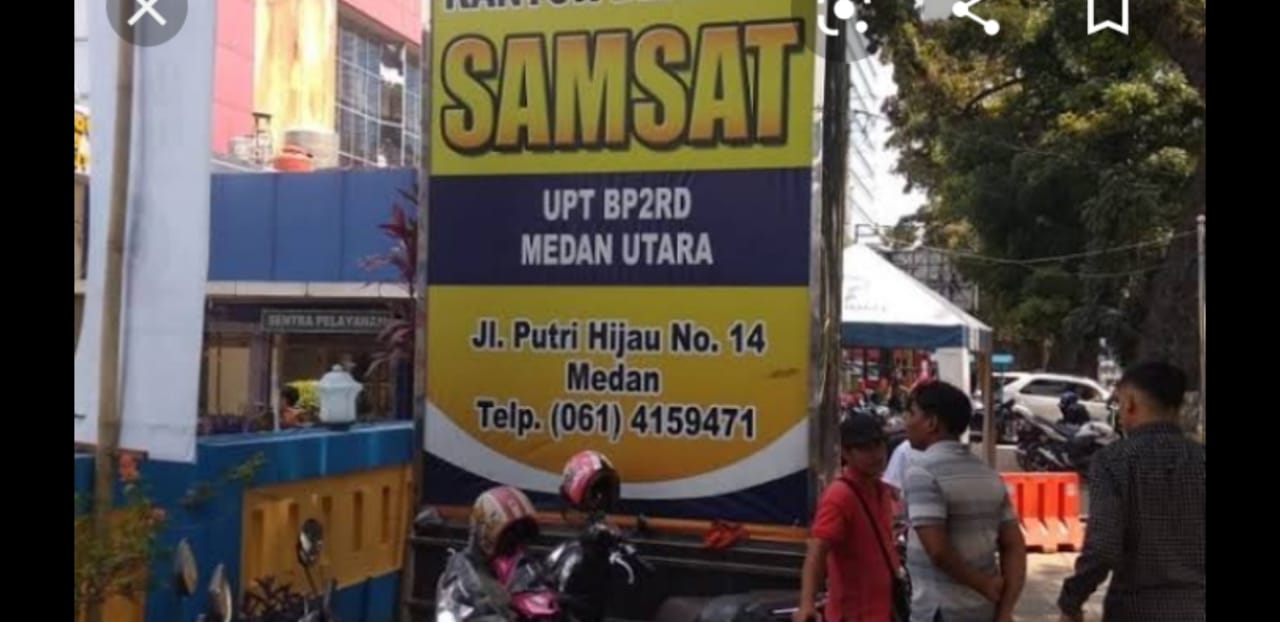 SAMSAT
UPT BP2RD
MEDAN UTARA
Jl. Putri Hijau No. 14
Medan
Telp. (061) 4159471
SENTRA PELAYANAN